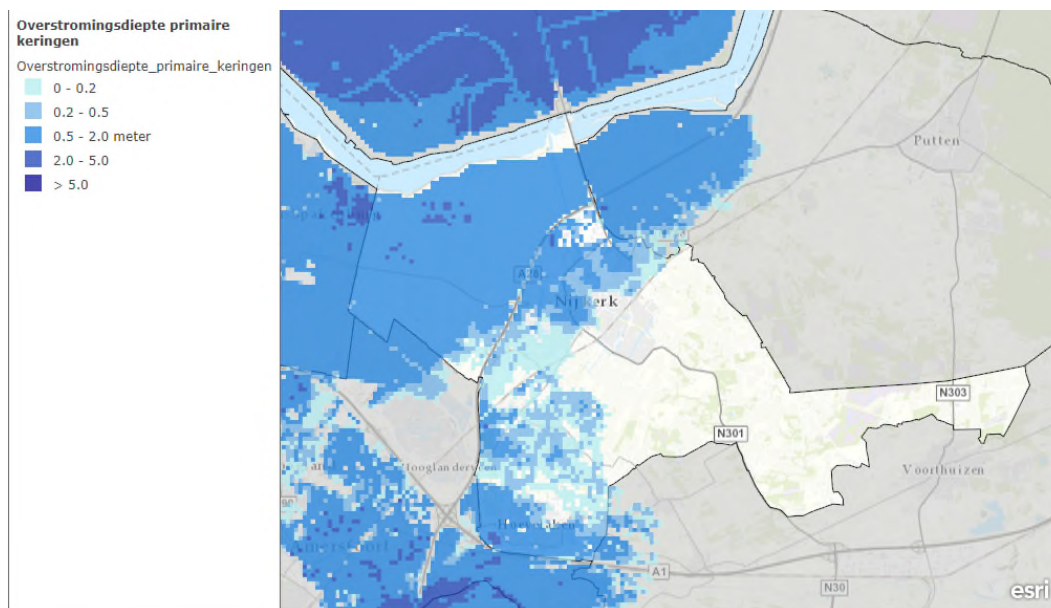 Overstromingsdiepte primaire
keringen
Overstromingsdiepte_primaire_keringen
0 - 0.2
0.2 - 0.5
0.5 - 2.0 meter
2.0 - 5.0
> 5.0
Putten
A28
Nijkerk
N303
N301
Voorthuizen
Hooglanderveen
Hoevelaken
Amersfoort
A1
N30
esri